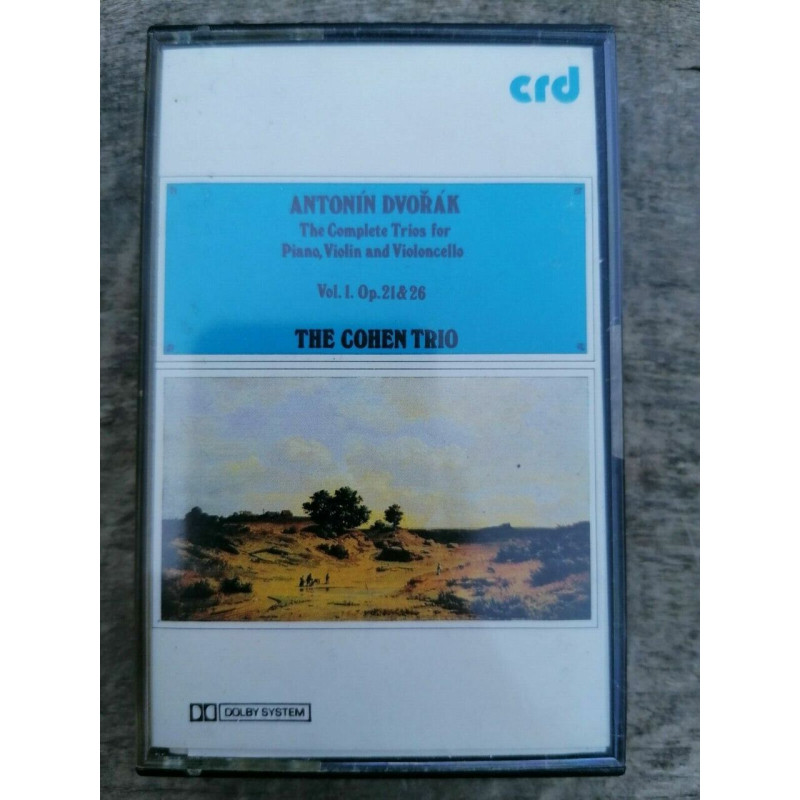 crd
ANTONÍN DVOŘÁK
The Complete Trios for
Piano, Violin and Violoncello
Vol. 1. Op. 21 & 26
THE COHEN TRIO
DOLBY SYSTEM